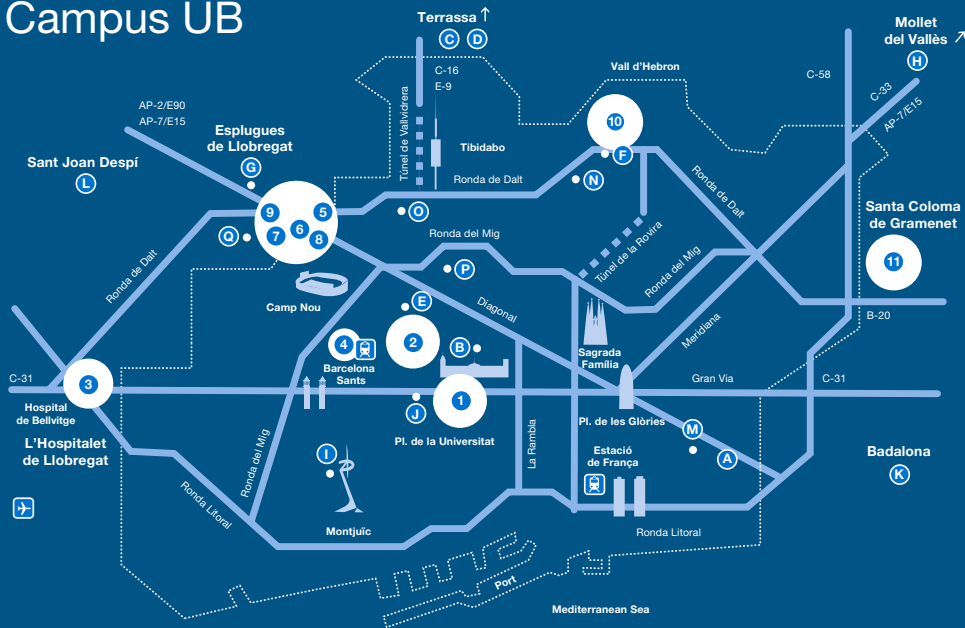 Campus UB
Terrassa ↑
C D
Mollet
del Vallès ↗
H
C-16
E-9
Vall d'Hebron
C-58
C-33
AP-7/E15
AP-2/E90
AP-7/E15
Túnel de Vallvidrera
10
Esplugues
de Llobregat
G
Tibidabo
F
Sant Joan Despí
L
Ronda de Dalt
N
Ronda de Dalt
Santa Coloma
de Gramenet
9 5
6
7 8
O
Q
Ronda del Mig
Túnel de la Rovira
11
Ronda de Dalt
P
Ronda del Mig
Camp Nou
E
Diagonal
B-20
4
2
B
Meridiana
Barcelona
Sants
Sagrada
Família
3
C-31
Gran Via
C-31
Hospital
de Bellvitge
J
1
Pl. de les Glòries
L'Hospitalet
de Llobregat
Pl. de la Universitat
M
Ronda del Mig
La Rambla
Estació
de França
A
Badalona
K
I
Ronda Litoral
Montjuïc
Ronda Litoral
Port
Mediterranean Sea